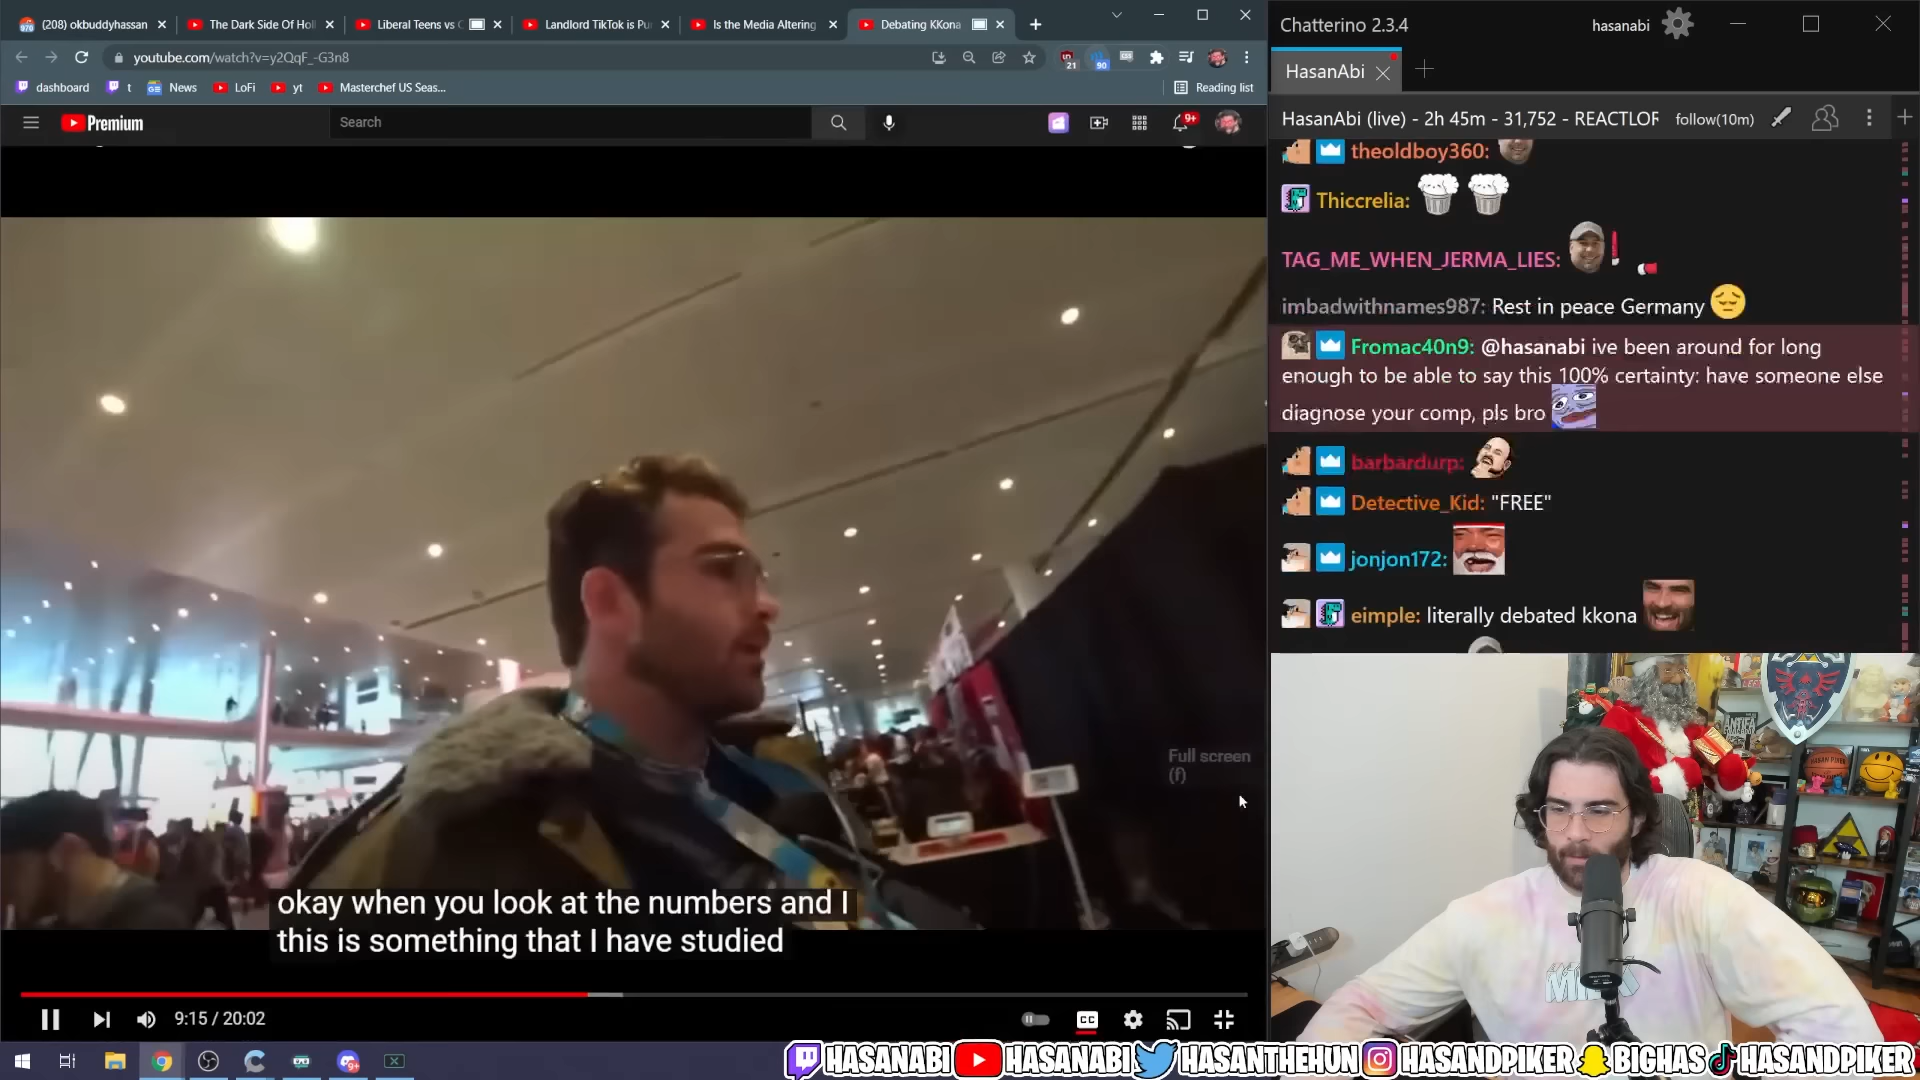 (208) okbuddyhassan
The Dark Side Of Hol
Liberal Teens vs C
Landlord TikTok is Pu
Is the Media Altering
Debating KKona
youtube.com/watch?v=y2QqF_-G3n8
21
90
dashboard
t
News
LoFi
yt
Masterchef US Seas...
Reading list
Premium
Search
9+
okay when you look at the numbers and I
this is something that I have studied
Full screen
(f)
9:15 / 20:02
CC
Chatterino 2.3.4
hasanabi
HasanAbi
HasanAbi (live) - 2h 45m - 31,752 - REACTLOF
follow(10m)
theoldboy360:
Thiccrelia:
TAG_ME_WHEN_JERMA_LIES:
imbadwithnames987: Rest in peace Germany
Fromac40n9: @hasanabi ive been around for long
enough to be able to say this 100% certainty: have someone else
diagnose your comp, pls bro
barbardurp:
Detective_Kid: "FREE"
jonjon172:
eimple: literally debated kkona
ANTIFA
HASANABI HASANABI HASANTHEHUN HASANDPIKER BIGHAS HASANDPIKER